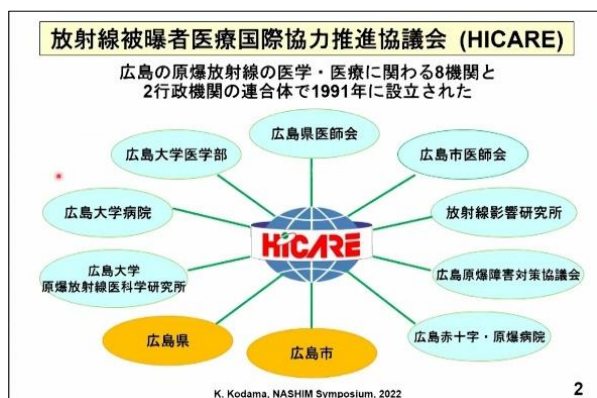 放射線被曝者医療国際協力推進協議会 (HICARE)
広島の原爆放射線の医学・医療に関わる8機関と
2行政機関の連合体で1991年に設立された
広島県医師会
広島大学医学部
広島市医師会
広島大学病院
放射線影響研究所
HiCARE
広島大学
原爆放射線医科学研究所
広島原爆障害対策協議会
広島県
広島市
広島赤十字・原爆病院
K. Kodama, NASHIM Symposium, 2022
2